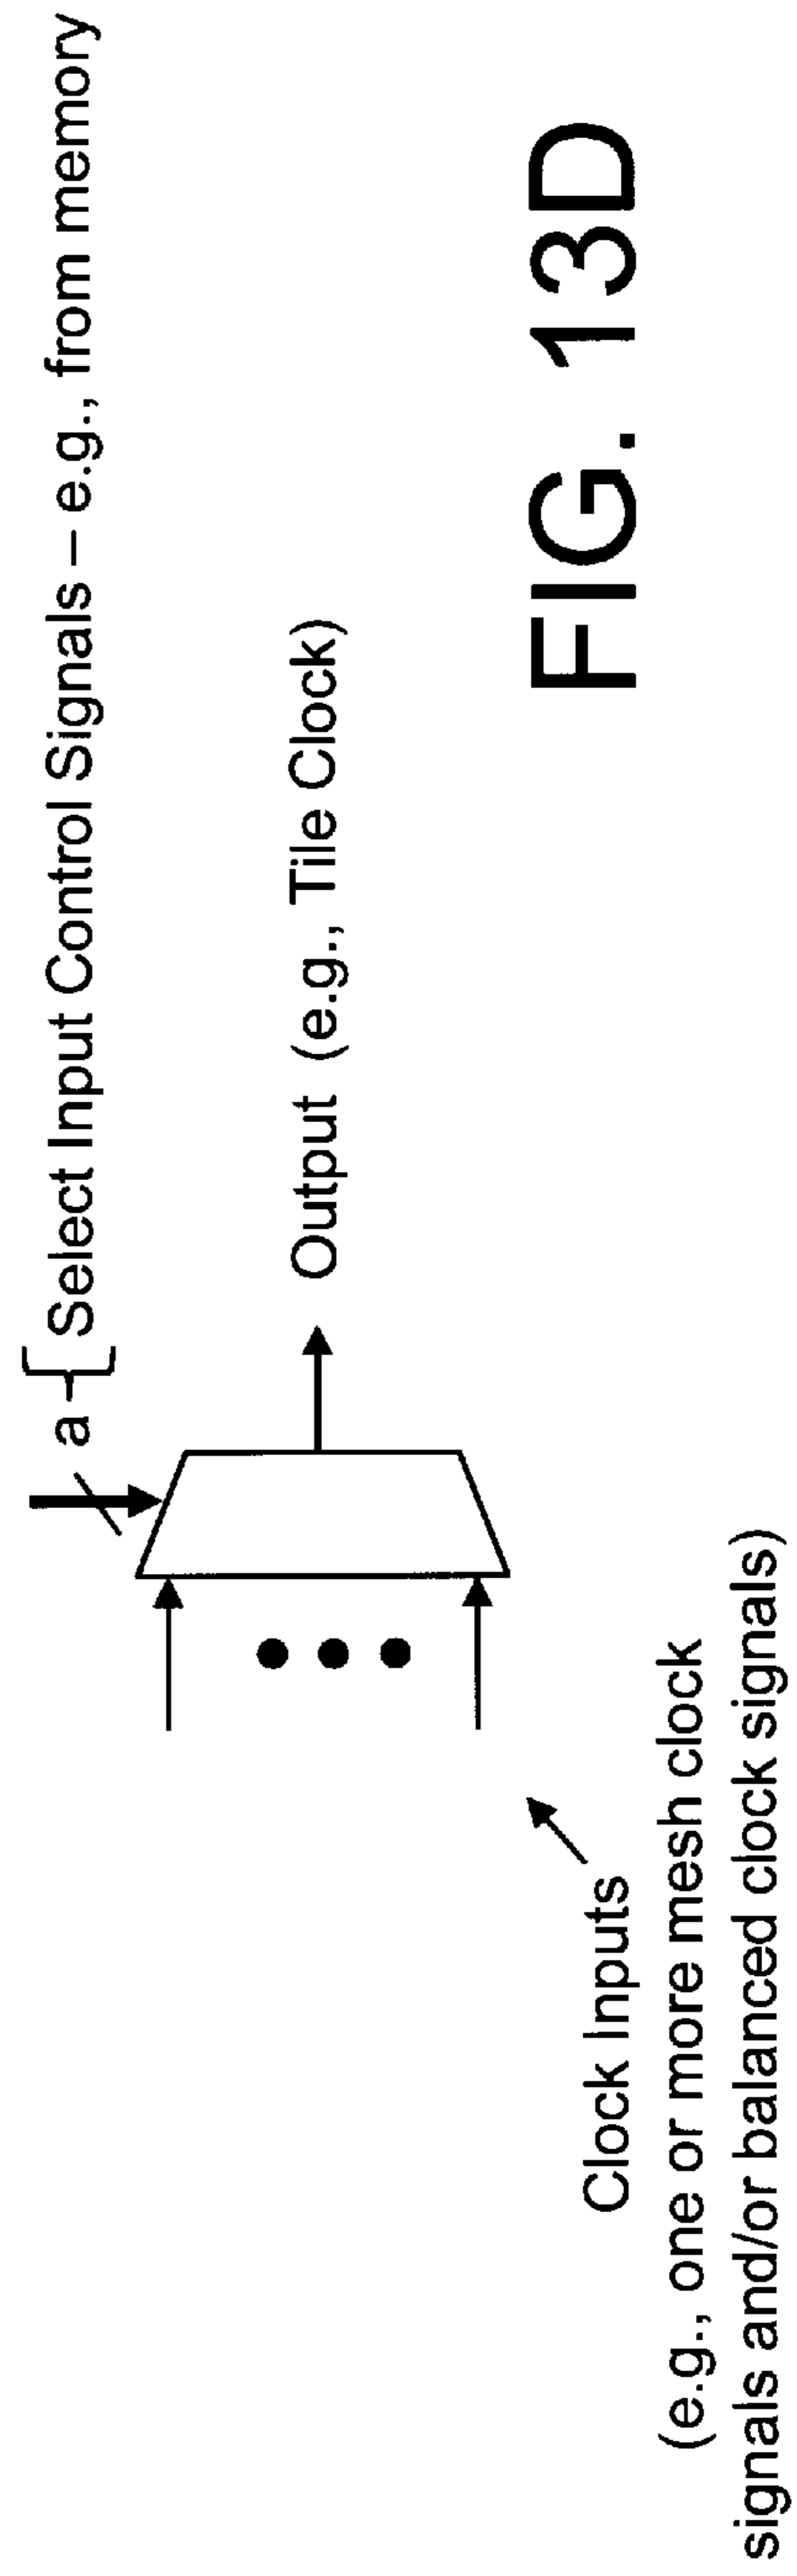 a { Select Input Control Signals – e.g., from memory
Output (e.g., Tile Clock)
Clock Inputs
(e.g., one or more mesh clock
signals and/or balanced clock signals)
FIG. 13D